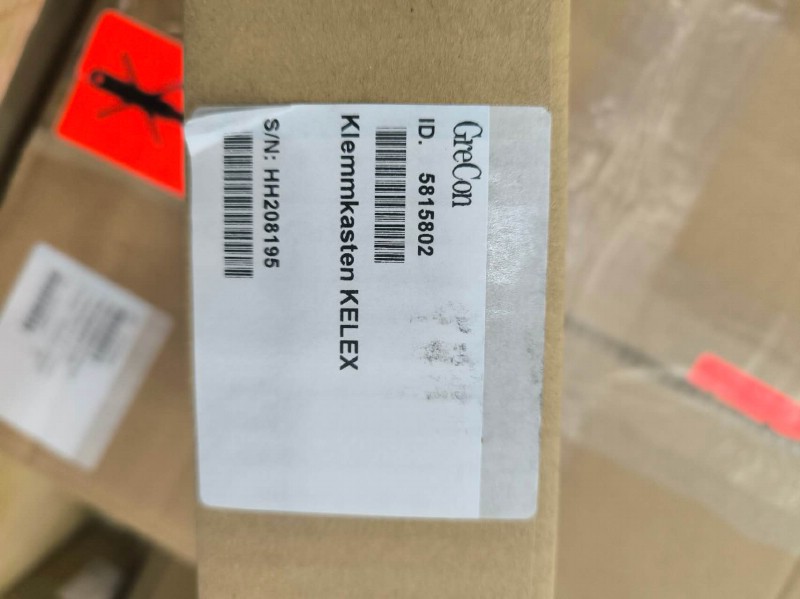 GreCon
ID. 5815802
Klemmkasten KELEX
S/N: HH208195